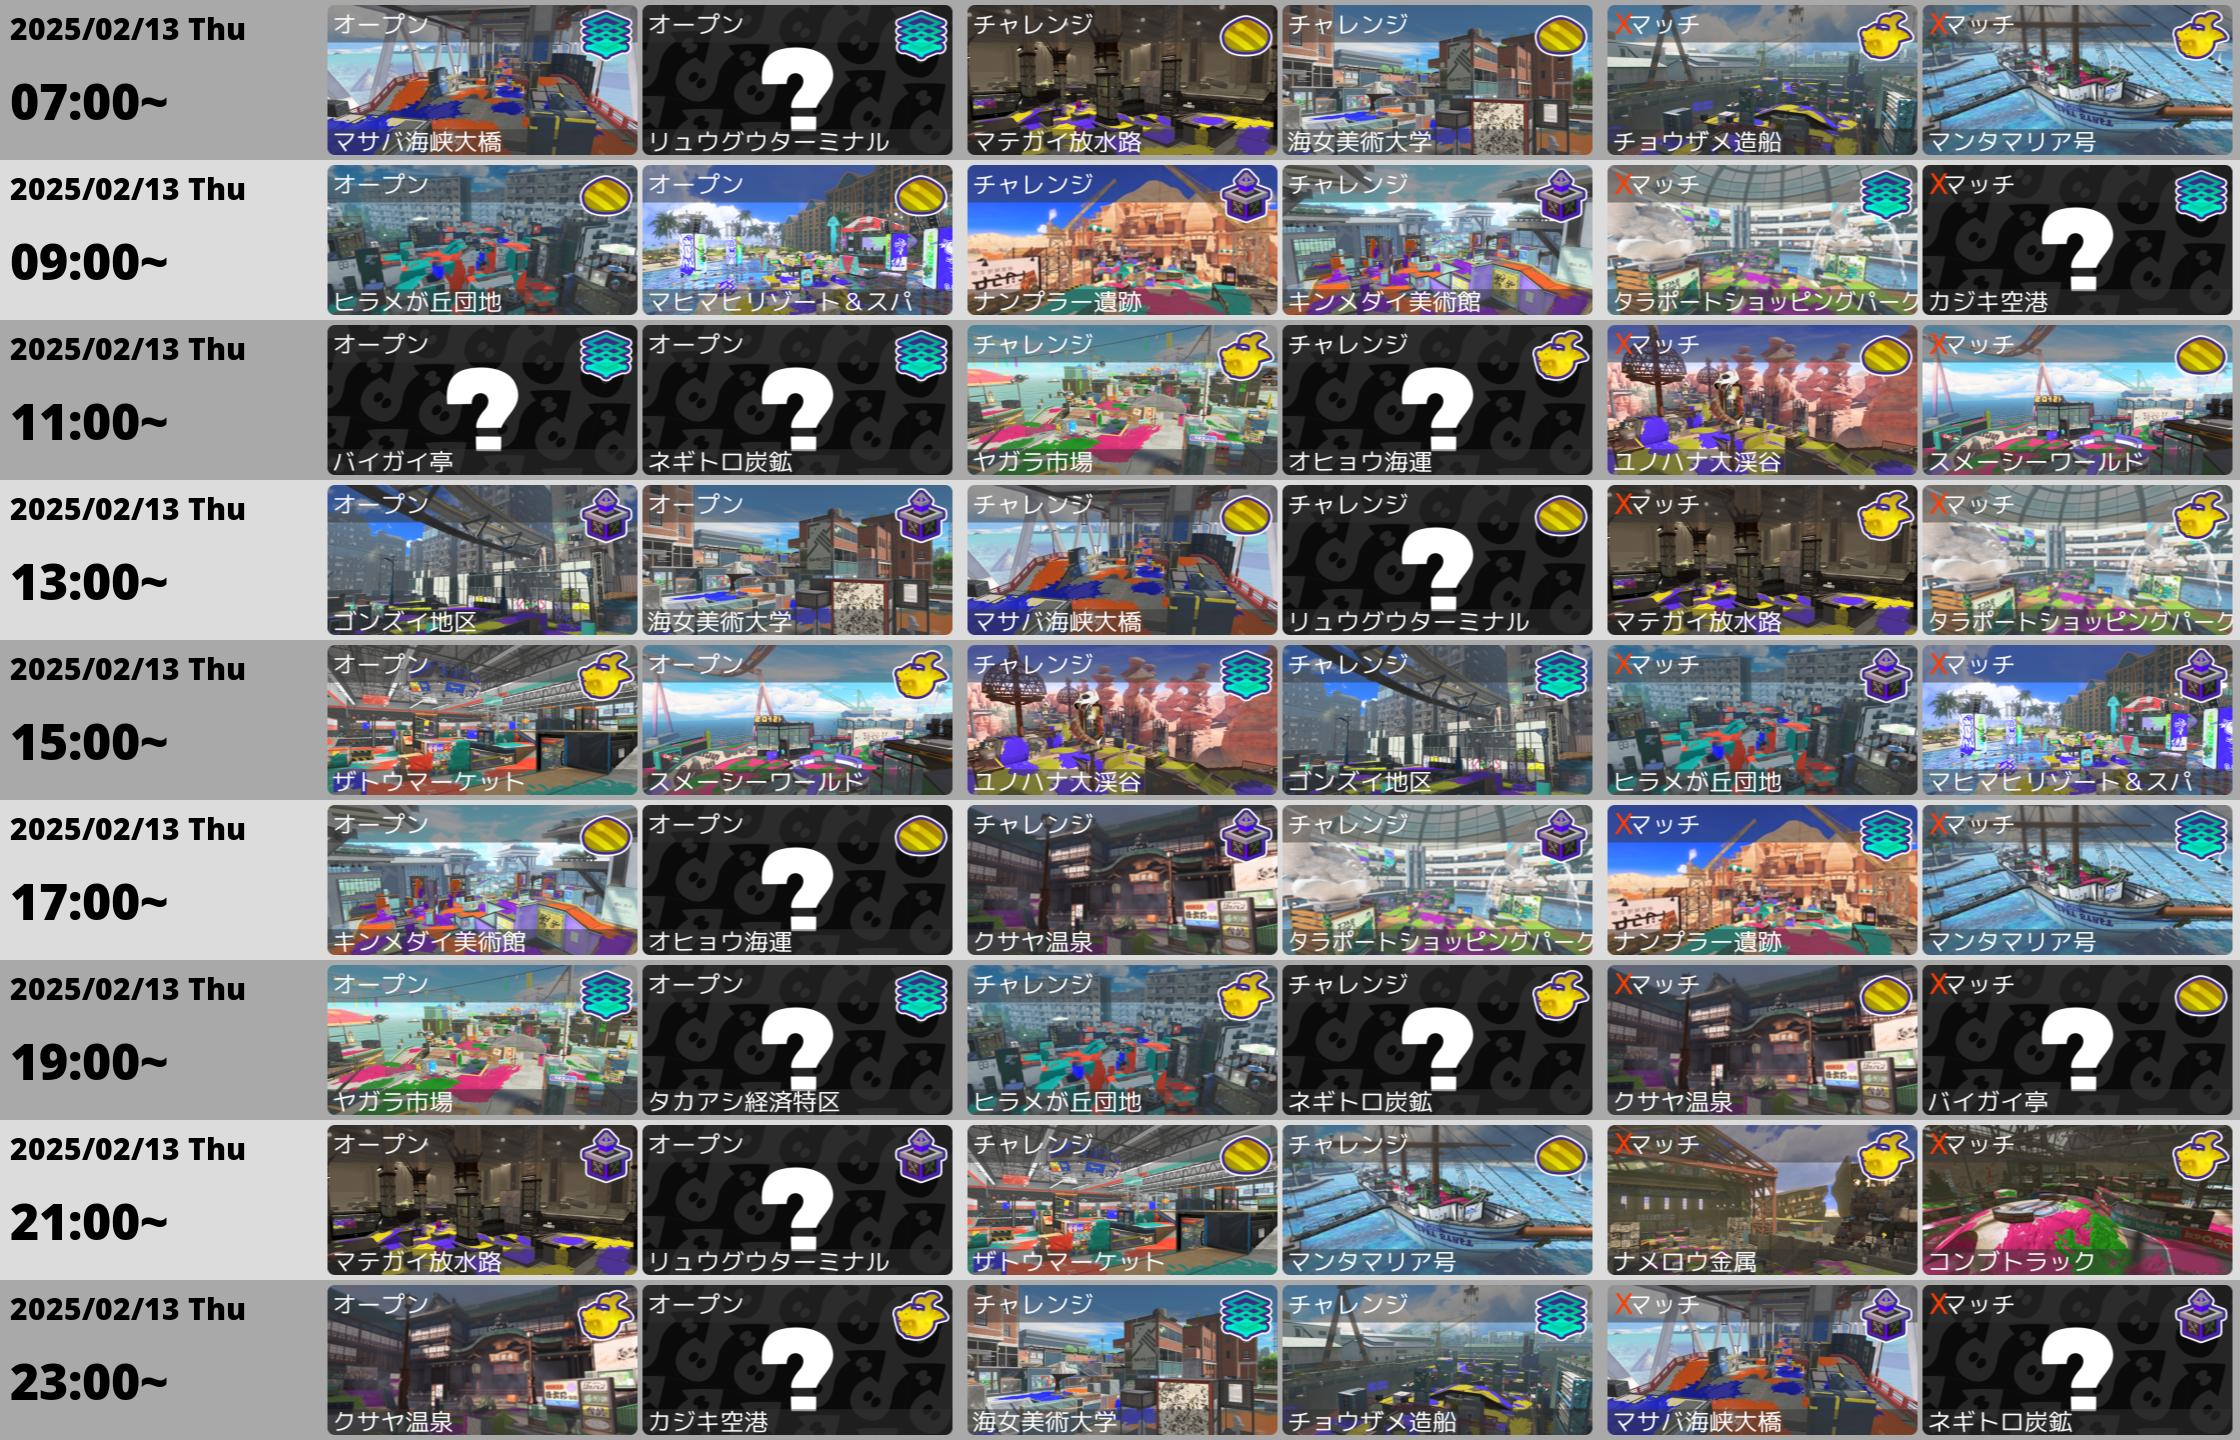 2025/02/13 Thu
07:00~
オープン
マサバ海峡大橋
オープン
リュウグウターミナル
チャレンジ
マテガイ放水路
チャレンジ
海女美術大学
Xマッチ
チョウザメ造船
Xマッチ
マンタマリア号
2025/02/13 Thu
09:00~
オープン
ヒラメが丘団地
オープン
マヒマヒリゾート＆スパ
チャレンジ
ナンプラー遺跡
チャレンジ
キンメダイ美術館
Xマッチ
タラポートショッピングパーク
Xマッチ
カジキ空港
2025/02/13 Thu
11:00~
オープン
バイガイ亭
オープン
ネギトロ炭鉱
チャレンジ
ヤガラ市場
チャレンジ
オヒョウ海運
Xマッチ
ユノハナ大渓谷
Xマッチ
スメーシーワールド
2025/02/13 Thu
13:00~
オープン
ゴンズイ地区
オープン
海女美術大学
チャレンジ
マサバ海峡大橋
チャレンジ
リュウグウターミナル
Xマッチ
マテガイ放水路
Xマッチ
タラポートショッピングパーク
2025/02/13 Thu
15:00~
オープン
ザトウマーケット
オープン
スメーシーワールド
チャレンジ
ユノハナ大渓谷
チャレンジ
ゴンズイ地区
Xマッチ
ヒラメが丘団地
Xマッチ
マヒマヒリゾート＆スパ
2025/02/13 Thu
17:00~
オープン
キンメダイ美術館
オープン
オヒョウ海運
チャレンジ
クサヤ温泉
チャレンジ
タラポートショッピングパーク
Xマッチ
ナンプラー遺跡
Xマッチ
マンタマリア号
2025/02/13 Thu
19:00~
オープン
ヤガラ市場
オープン
タカアシ経済特区
チャレンジ
ヒラメが丘団地
チャレンジ
ネギトロ炭鉱
Xマッチ
クサヤ温泉
Xマッチ
バイガイ亭
2025/02/13 Thu
21:00~
オープン
マテガイ放水路
オープン
リュウグウターミナル
チャレンジ
ザトウマーケット
チャレンジ
マンタマリア号
Xマッチ
ナメロウ金属
Xマッチ
コンブトラック
2025/02/13 Thu
23:00~
オープン
クサヤ温泉
オープン
カジキ空港
チャレンジ
海女美術大学
チャレンジ
チョウザメ造船
Xマッチ
マサバ海峡大橋
Xマッチ
ネギトロ炭鉱